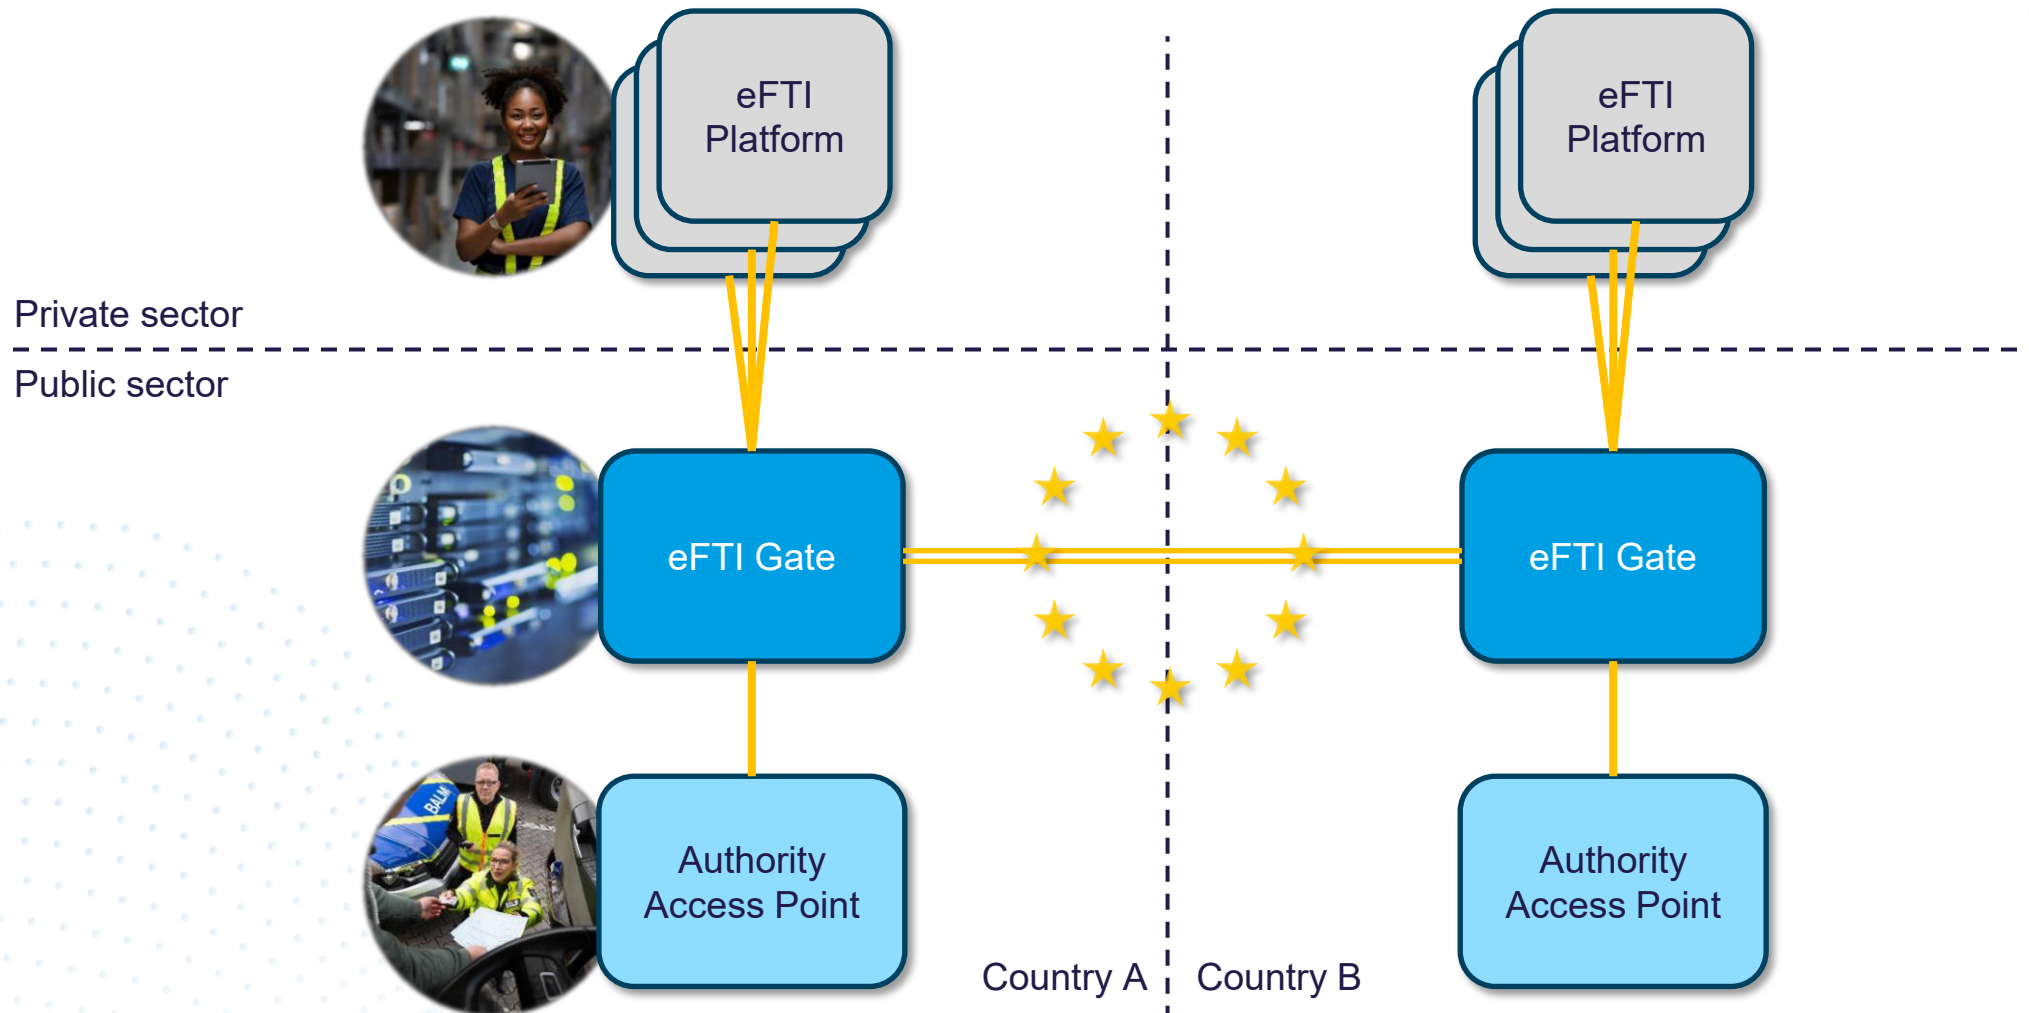 eFTI
Platform
eFTI
Platform
Private sector
Public sector
eFTI Gate
eFTI Gate
BALM
Authority
Access Point
Authority
Access Point
Country A
Country B